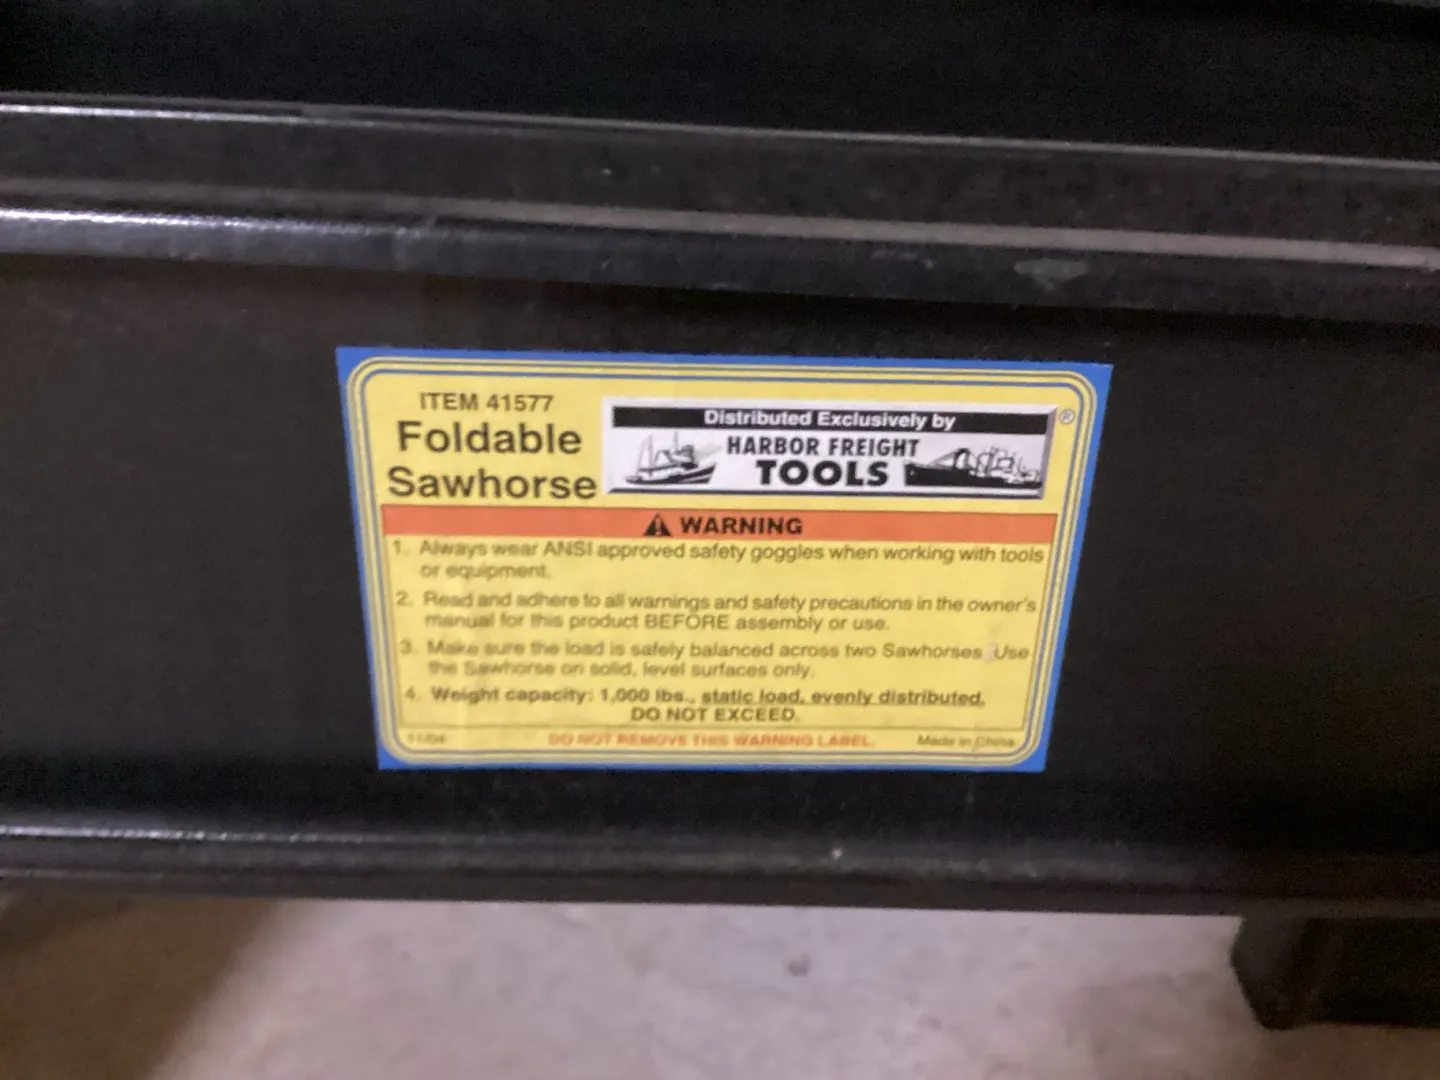 ITEM 41577
Foldable
Sawhorse
Distributed Exclusively by
HARBOR FREIGHT
TOOLS
®
WARNING
1. Always wear ANSI approved safety goggles when working with tools
or equipment.
2. Read and adhere to all warnings and safety precautions in the owner's
manual for this product BEFORE assembly or use.
3. Make sure the load is safely balanced across two Sawhorses. Use
the Sawhorse on solid, level surfaces only.
4. Weight capacity: 1,000 lbs., static load, evenly distributed.
DO NOT EXCEED.
DO NOT REMOVE THIS WARNING LABEL.
Made in China